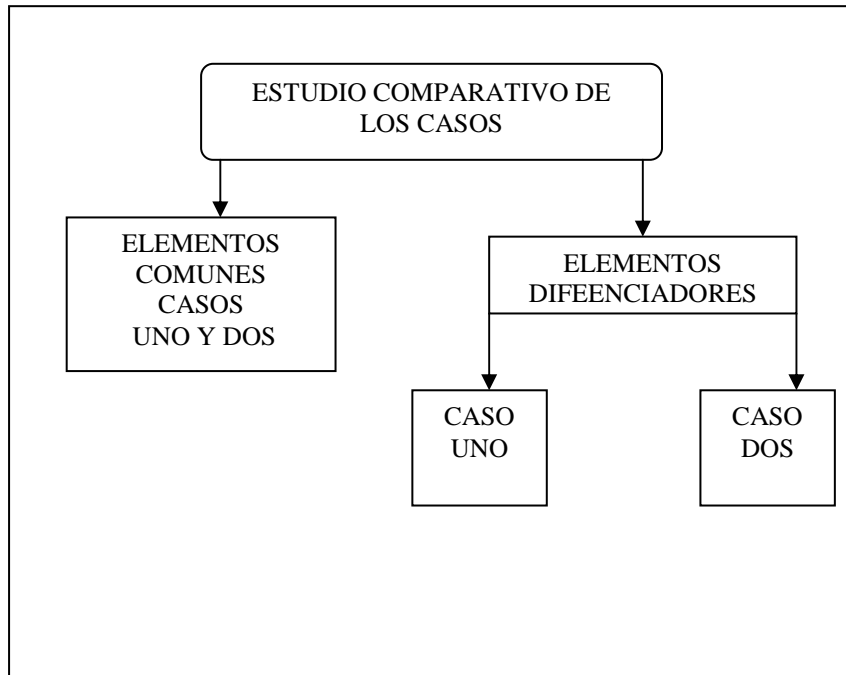 ESTUDIO COMPARATIVO DE
LOS CASOS
ELEMENTOS
COMUNES
CASOS
UNO Y DOS
ELEMENTOS
DIFEENCIADORES
CASO
UNO
CASO
DOS